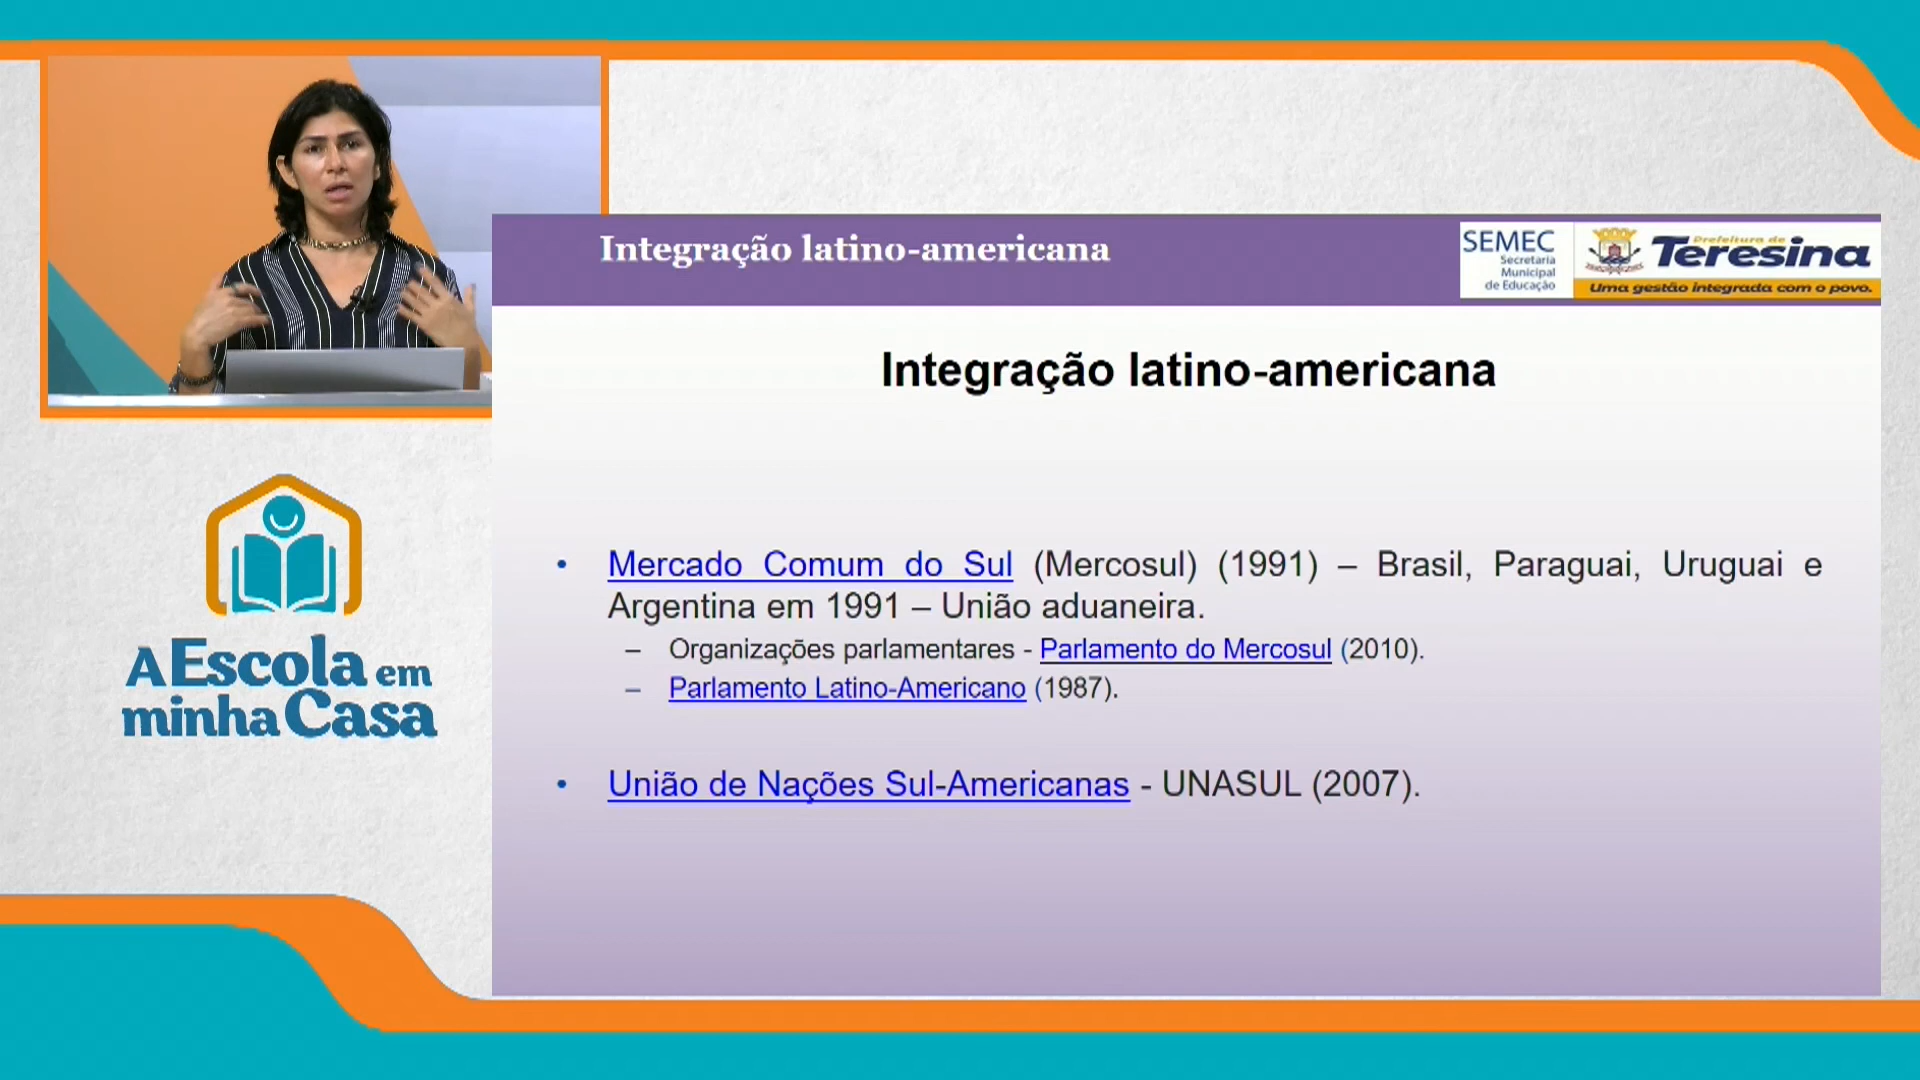 Integração latino-americana
SEMEC
Secretaria
Municipal
de Educação
Prefeitura de
Teresina
Uma gestão integrada com o povo.
Integração latino-americana
• Mercado Comum do Sul (Mercosul) (1991) – Brasil, Paraguai, Uruguai e
Argentina em 1991 – União aduaneira.
– Organizações parlamentares - Parlamento do Mercosul (2010).
– Parlamento Latino-Americano (1987).
• União de Nações Sul-Americanas - UNASUL (2007).
A Escola em
minha Casa